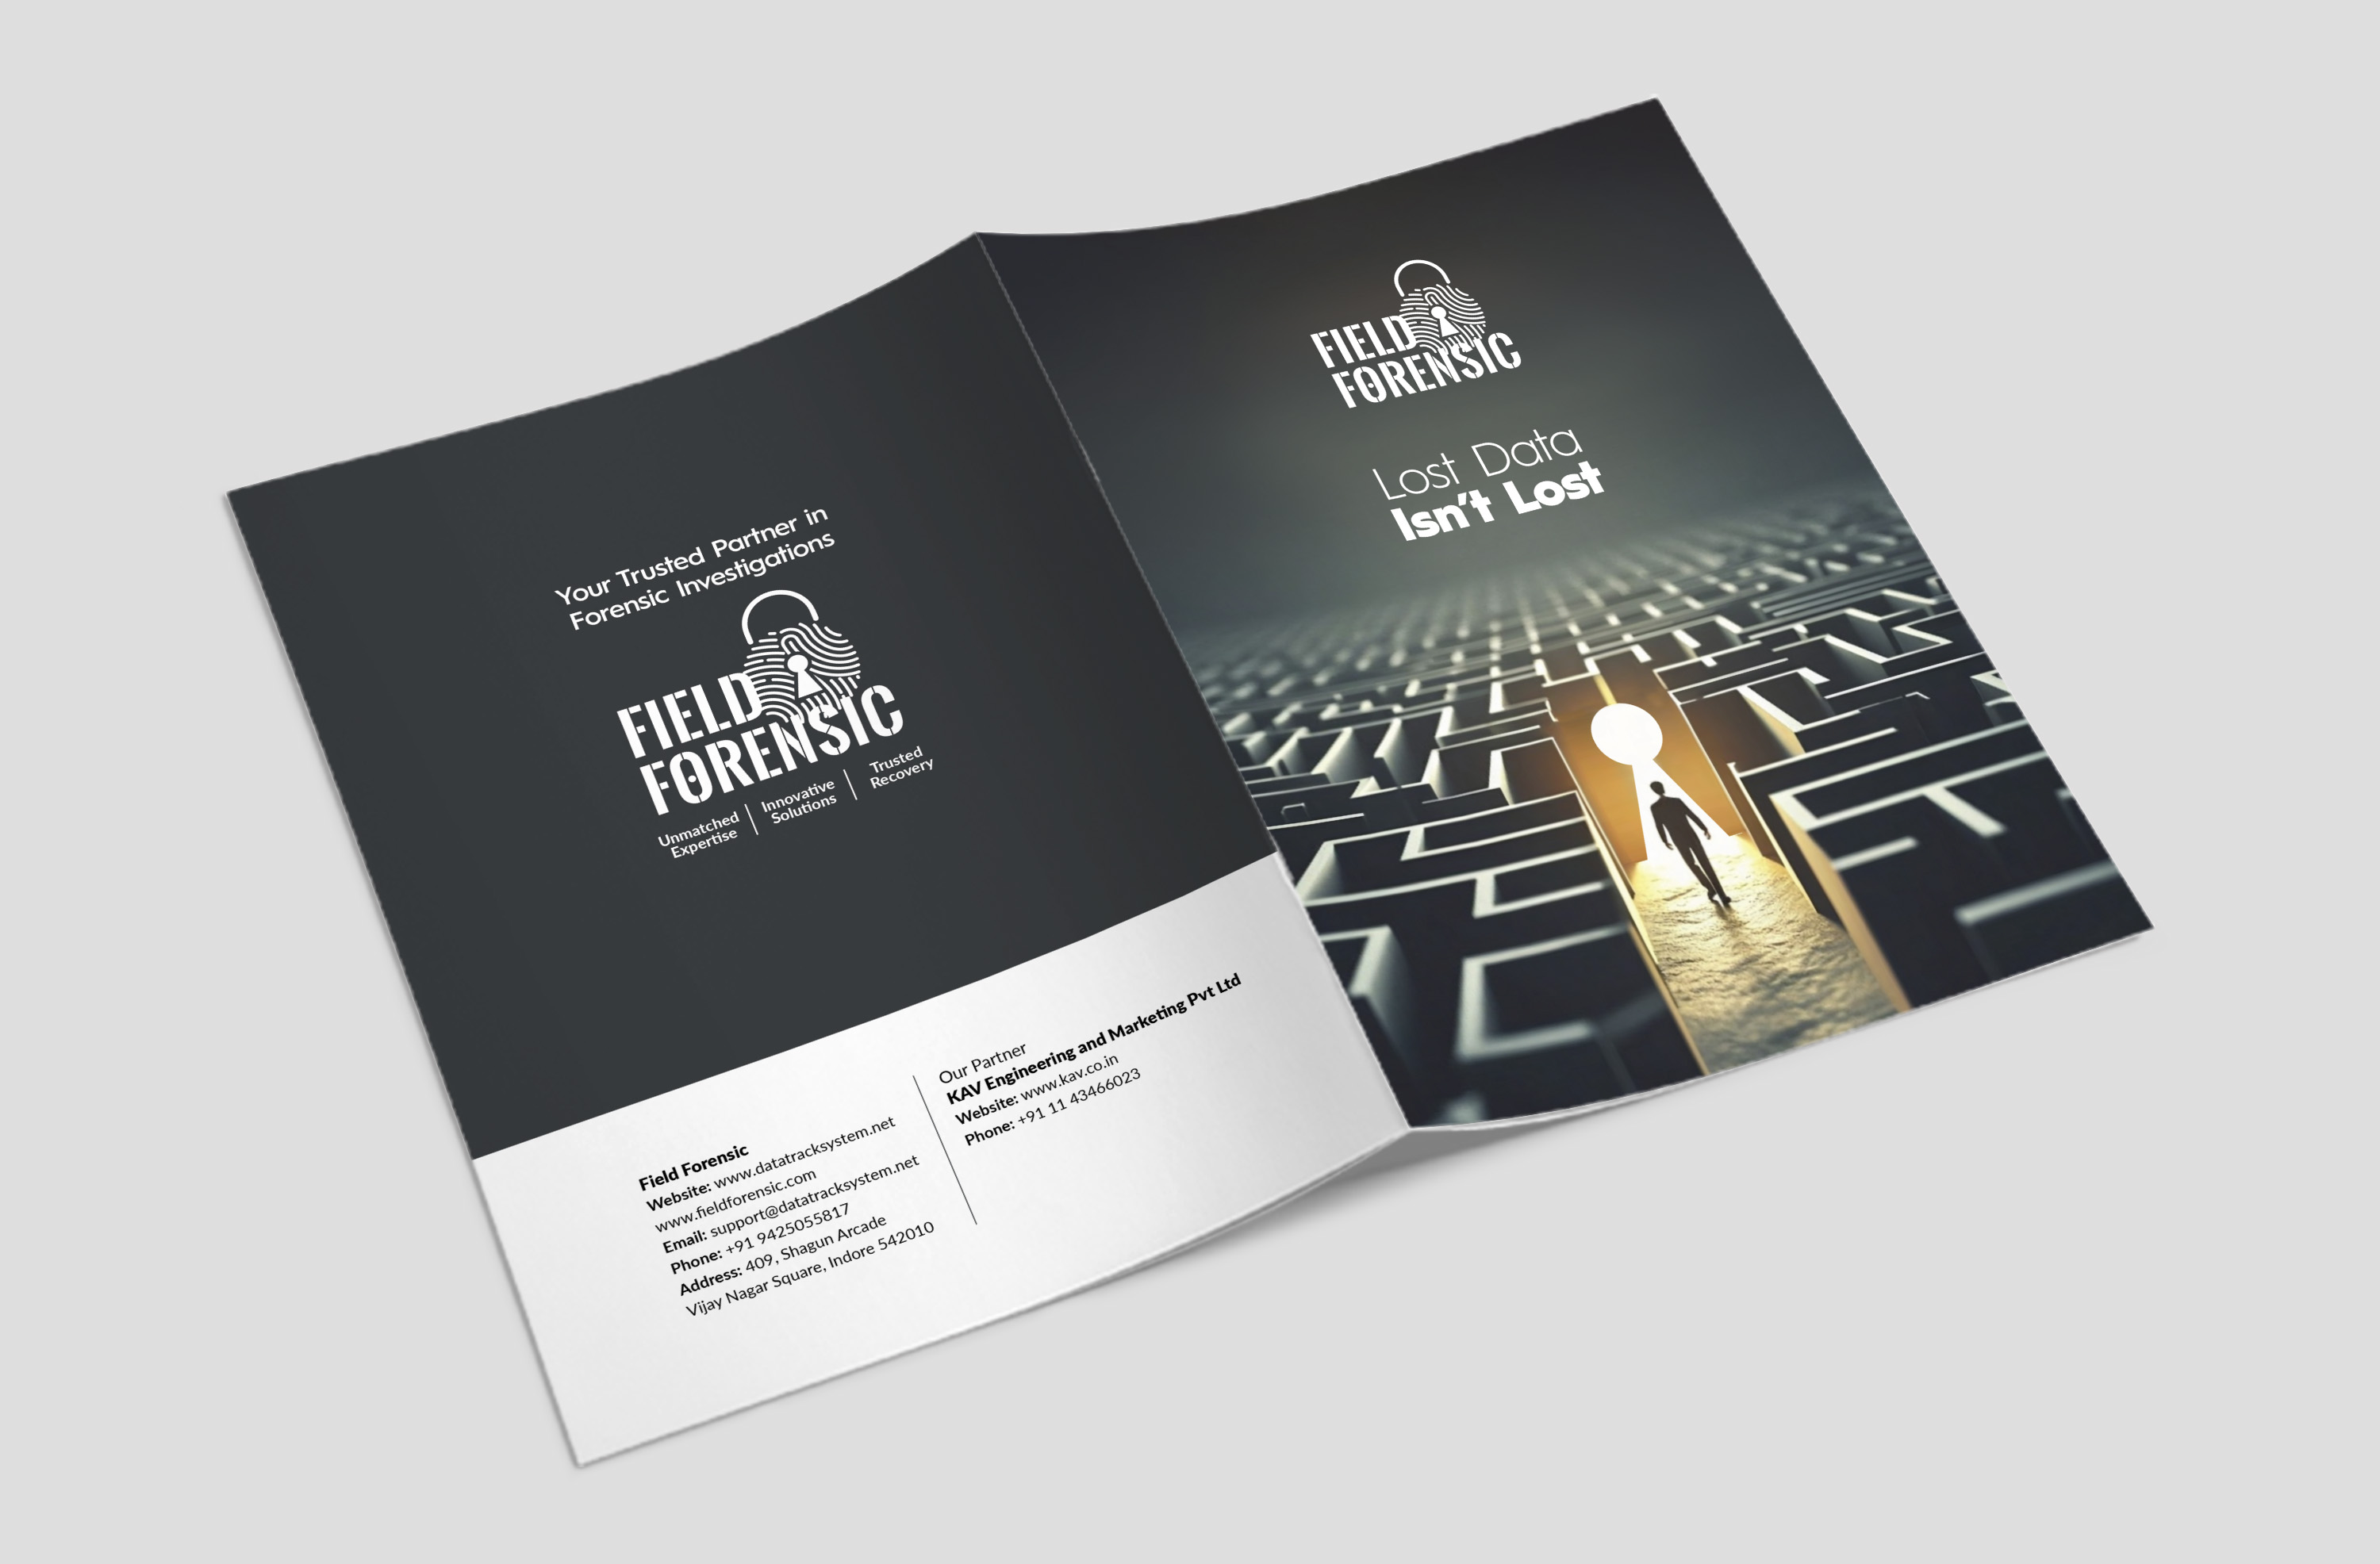 Your Trusted Partner in
Forensic Investigations
FIELD
FORENSIC
Unmatched
Expertise
Innovative
Solutions
Trusted
Recovery
Field Forensic
Website: www.datatracksystem.net
www.fieldforensic.com
Email: support@datatracksystem.net
Phone: +91 9425055817
Address: 409, Shagun Arcade
Vijay Nagar Square, Indore 542010
Our Partner
KAV Engineering and Marketing Pvt Ltd
Website: www.kav.co.in
Phone: +91 11 43466023
FIELD
FORENSIC
Lost Data
Isn't Lost